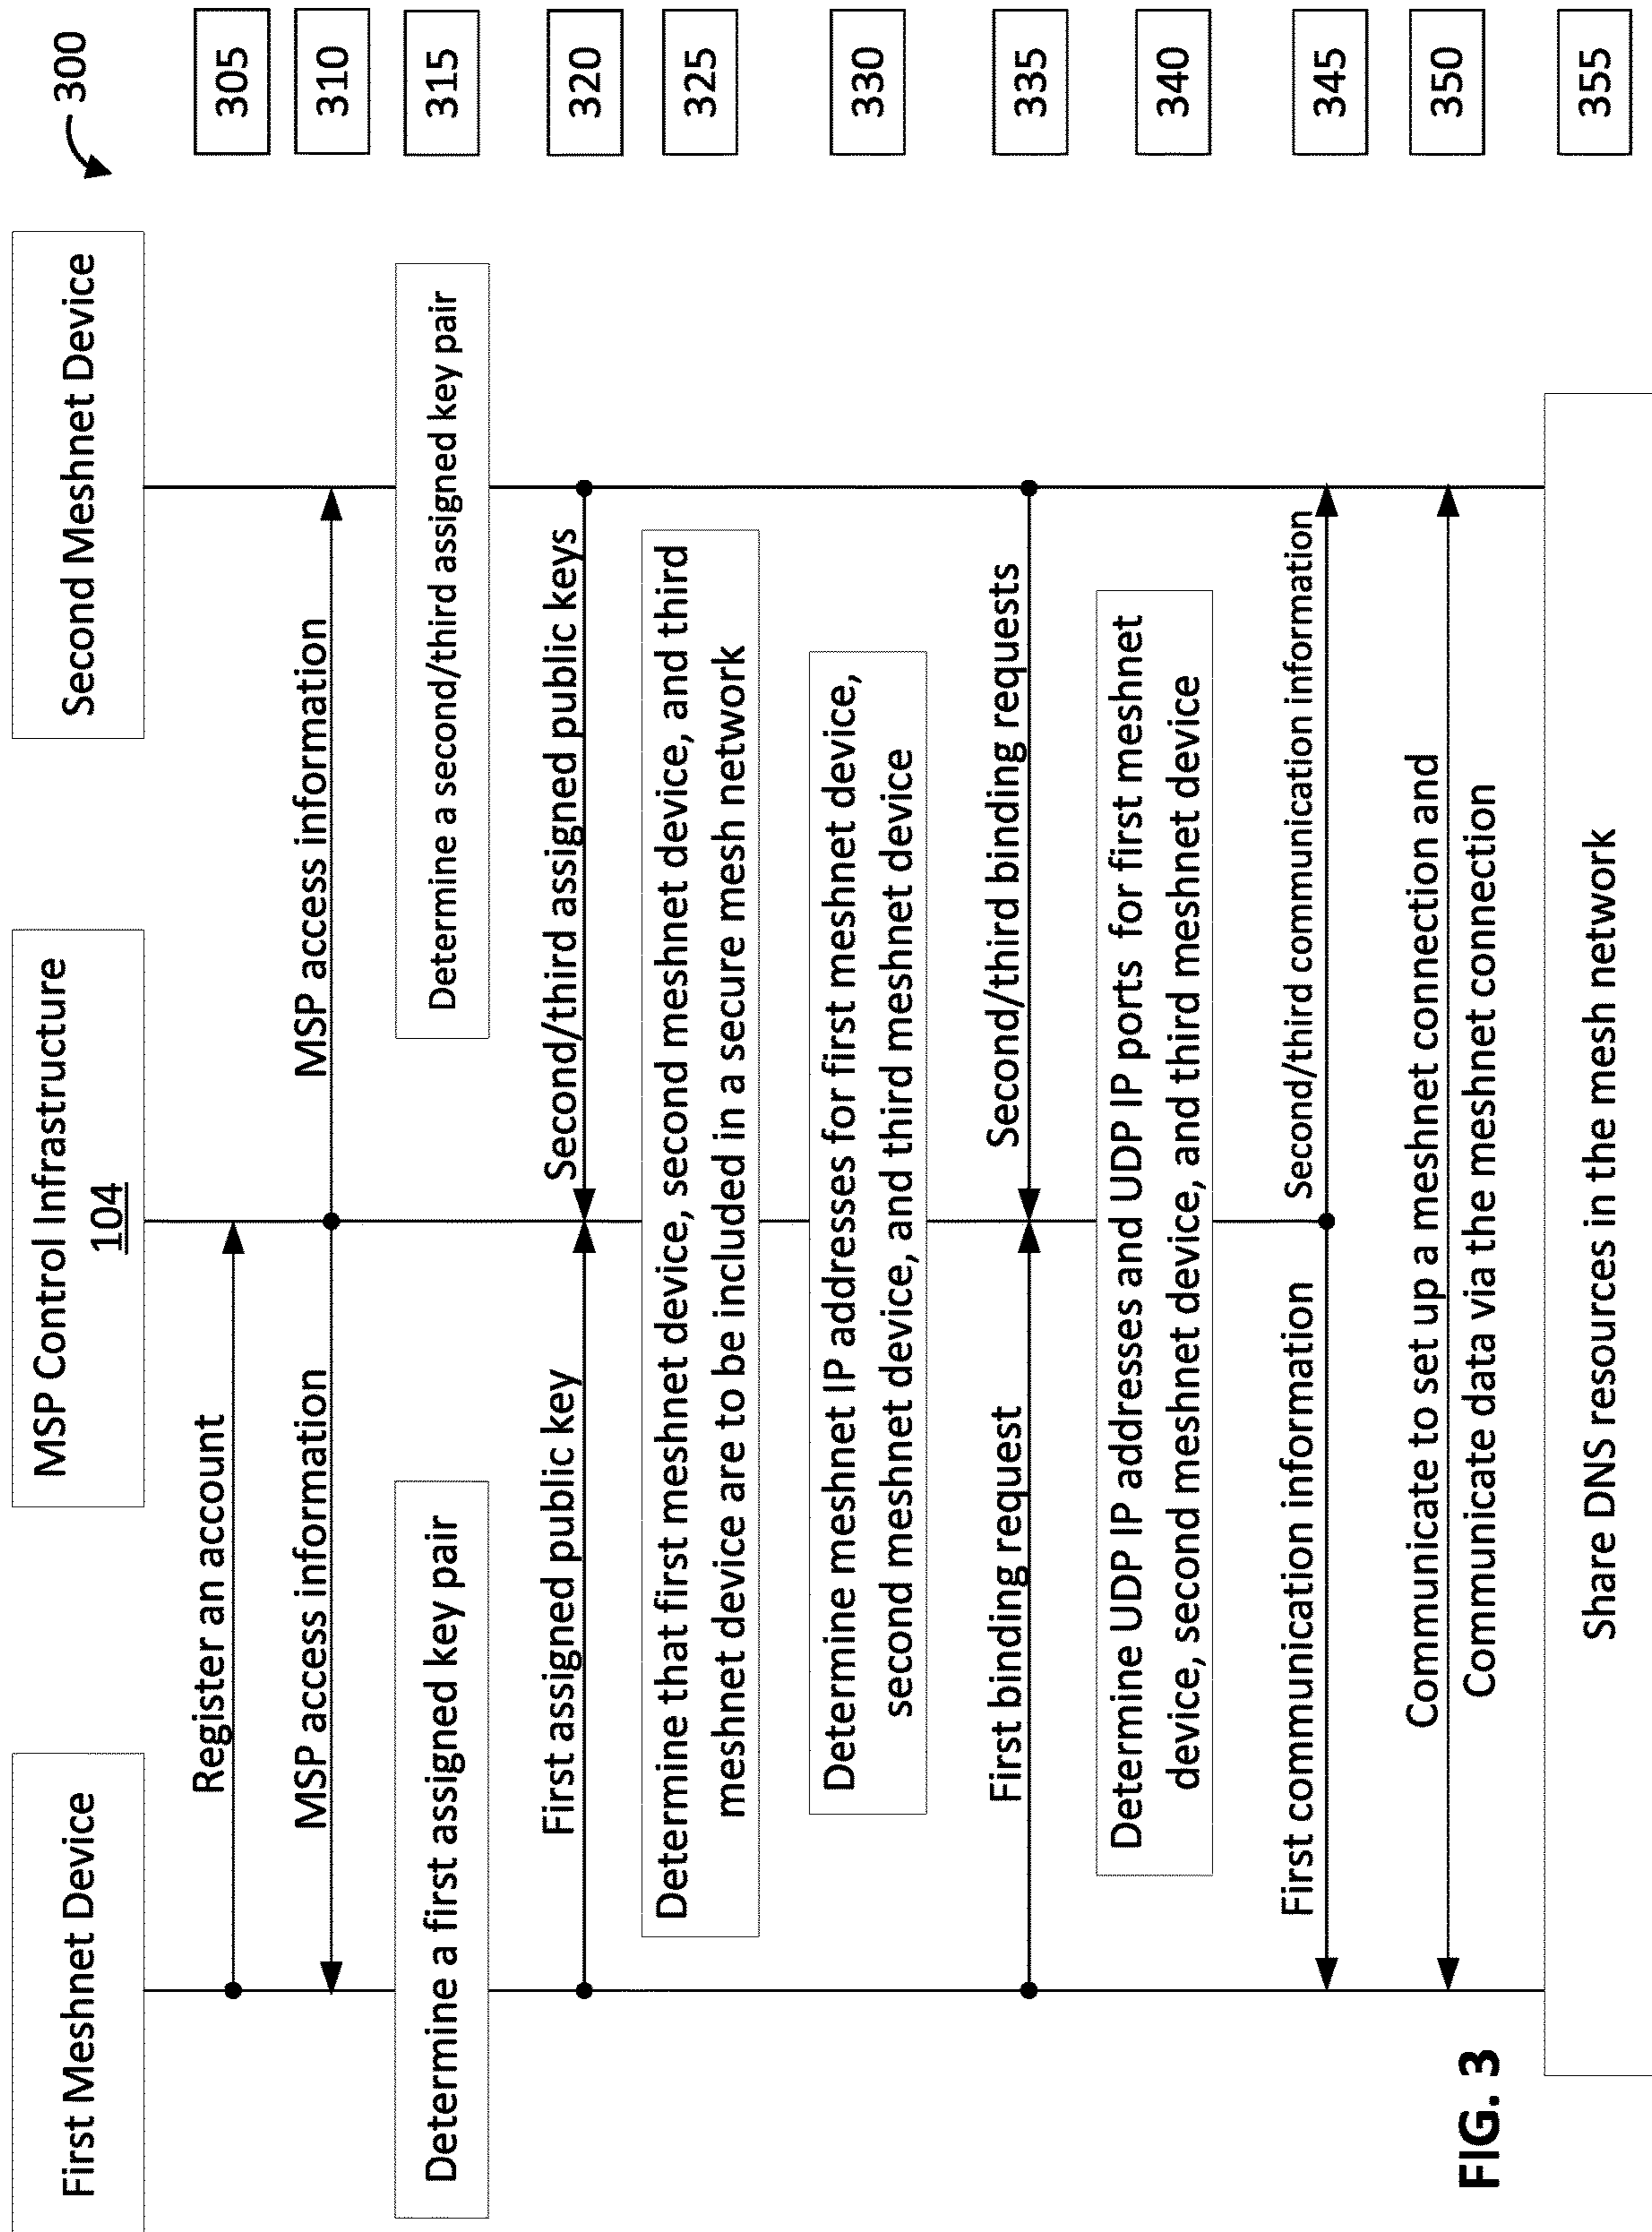 300
First Meshnet Device
MSP Control Infrastructure
104
Second Meshnet Device
Register an account
305
MSP access information
MSP access information
310
Determine a first assigned key pair
Determine a second/third assigned key pair
315
First assigned public key
Second/third assigned public keys
320
Determine that first meshnet device, second meshnet device, and third
meshnet device are to be included in a secure mesh network
325
Determine meshnet IP addresses for first meshnet device,
second meshnet device, and third meshnet device
330
First binding request
Second/third binding requests
335
Determine UDP IP addresses and UDP IP ports for first meshnet
device, second meshnet device, and third meshnet device
340
First communication information
Second/third communication information
345
Communicate to set up a meshnet connection and
Communicate data via the meshnet connection
350
Share DNS resources in the mesh network
355
FIG. 3